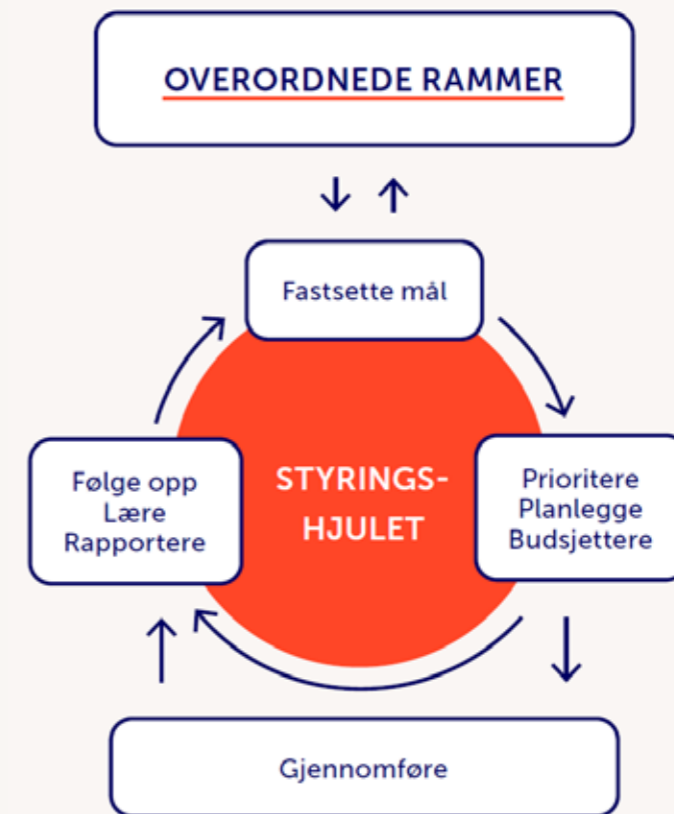 OVERORDNEDE RAMMER
Fastsette mål
Følge opp
Lære
Rapportere
STYRINGS-
HJULET
Prioritere
Planlegge
Budsjettere
Gjennomføre